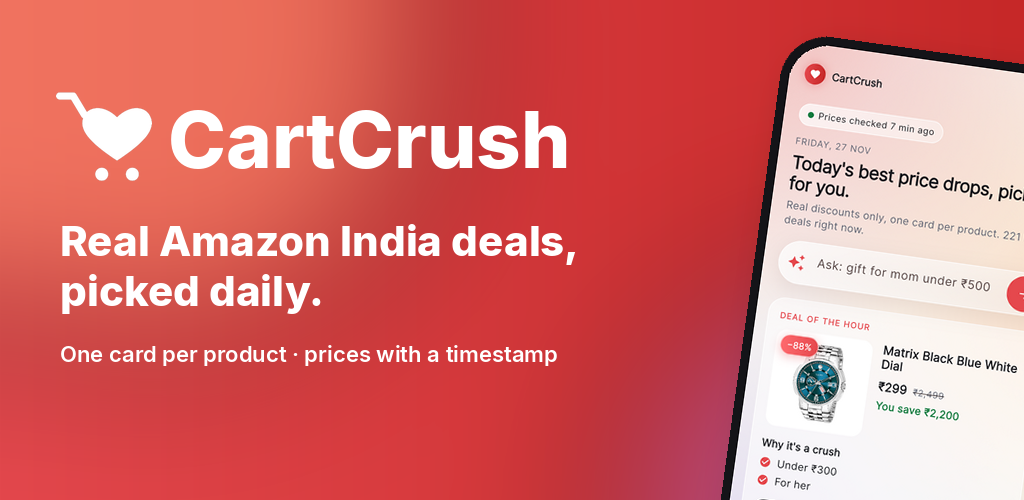 CartCrush
Real Amazon India deals,
picked daily.
One card per product · prices with a timestamp
CartCrush
Prices checked 7 min ago
FRIDAY, 27 NOV
Today's best price drops,
for you.
Real discounts only, one card per product. 221
deals right now.
Ask: gift for mom under ₹500
DEAL OF THE HOUR
-88%
Matrix Black Blue White
Dial
₹299 ₹2,499
You save ₹2,200
Why it's a crush
Under ₹300
For her